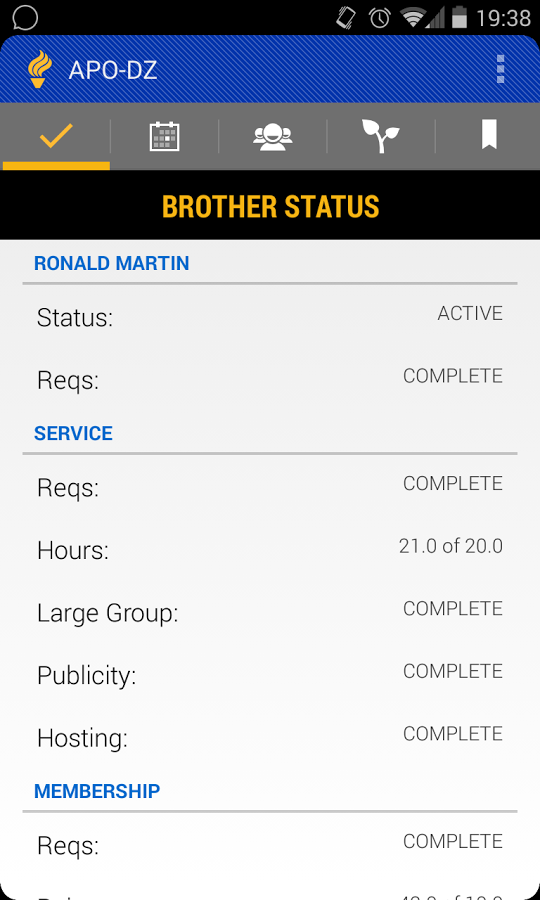 19:38
APO-DZ
BROTHER STATUS
RONALD MARTIN
Status: ACTIVE
Reqs: COMPLETE
SERVICE
Reqs: COMPLETE
Hours: 21.0 of 20.0
Large Group: COMPLETE
Publicity: COMPLETE
Hosting: COMPLETE
MEMBERSHIP
Reqs: COMPLETE